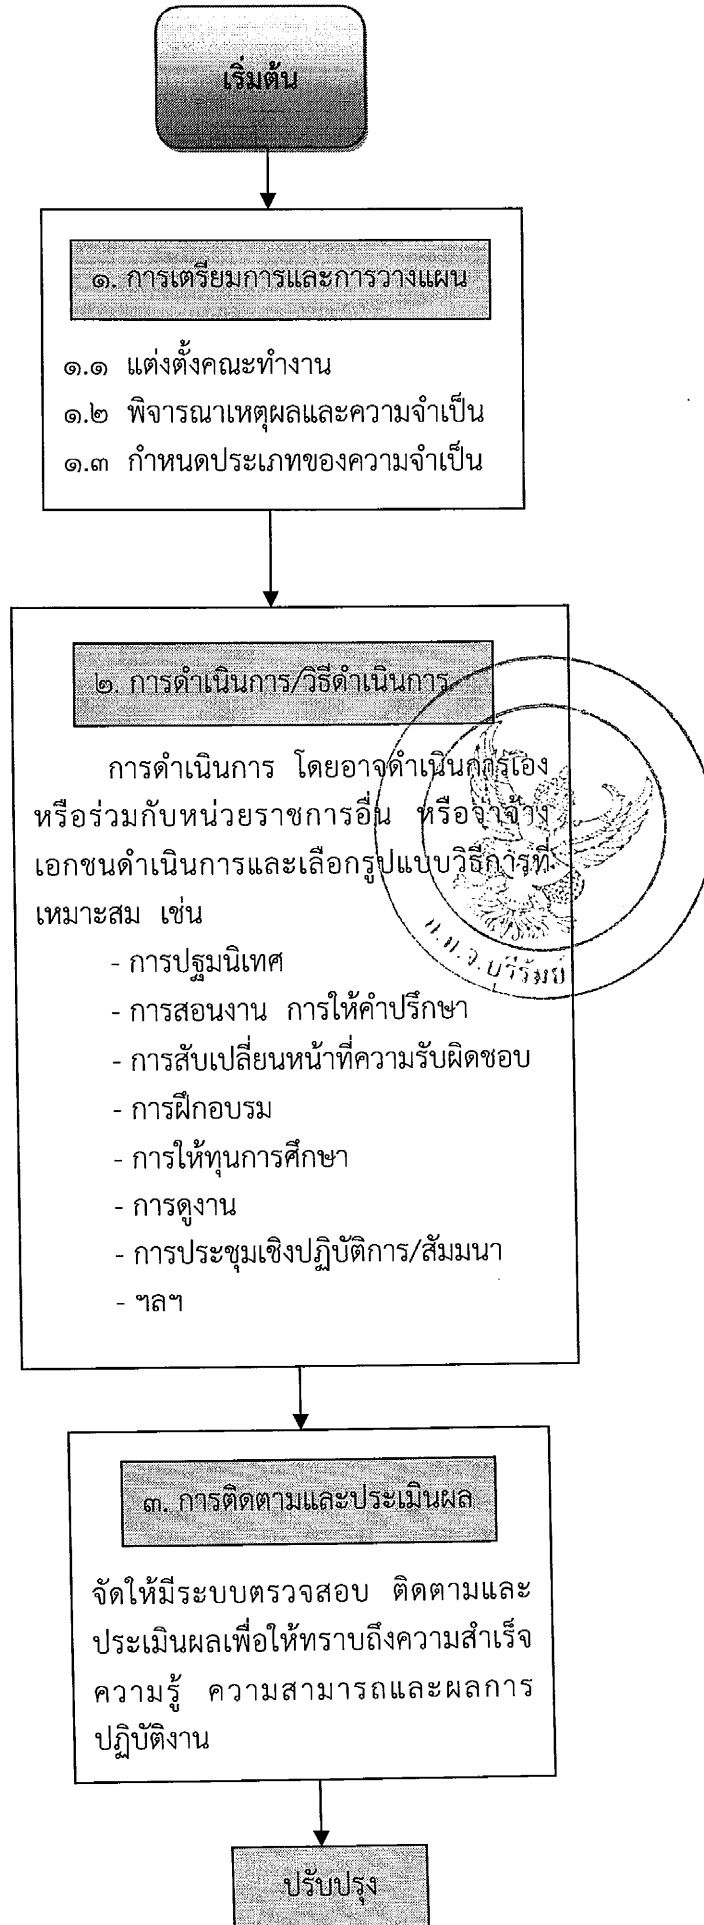 เริ่มต้น
๑. การเตรียมการและการวางแผน
๑.๑ แต่งตั้งคณะทำงาน
๑.๒ พิจารณาเหตุผลและความจำเป็น
๑.๓ กำหนดประเภทของความจำเป็น
๒. การดำเนินการ/วิธีดำเนินการ
การดำเนินการ โดยอาจดำเนินการเอง
หรือร่วมกับหน่วยราชการอื่น หรือว่าจ้าง
เอกชนดำเนินการและเลือกรูปแบบวิธีการที่
เหมาะสม เช่น
- การปฐมนิเทศ
- การสอนงาน การให้คำปรึกษา
- การสับเปลี่ยนหน้าที่ความรับผิดชอบ
- การฝึกอบรม
- การให้ทุนการศึกษา
- การดูงาน
- การประชุมเชิงปฏิบัติการ/สัมมนา
- ฯลฯ
ก.ท.จ.บุรีรัมย์
๓. การติดตามและประเมินผล
จัดให้มีระบบตรวจสอบ ติดตามและ
ประเมินผลเพื่อให้ทราบถึงความสำเร็จ
ความรู้ ความสามารถและผลการ
ปฏิบัติงาน
ปรับปรุง